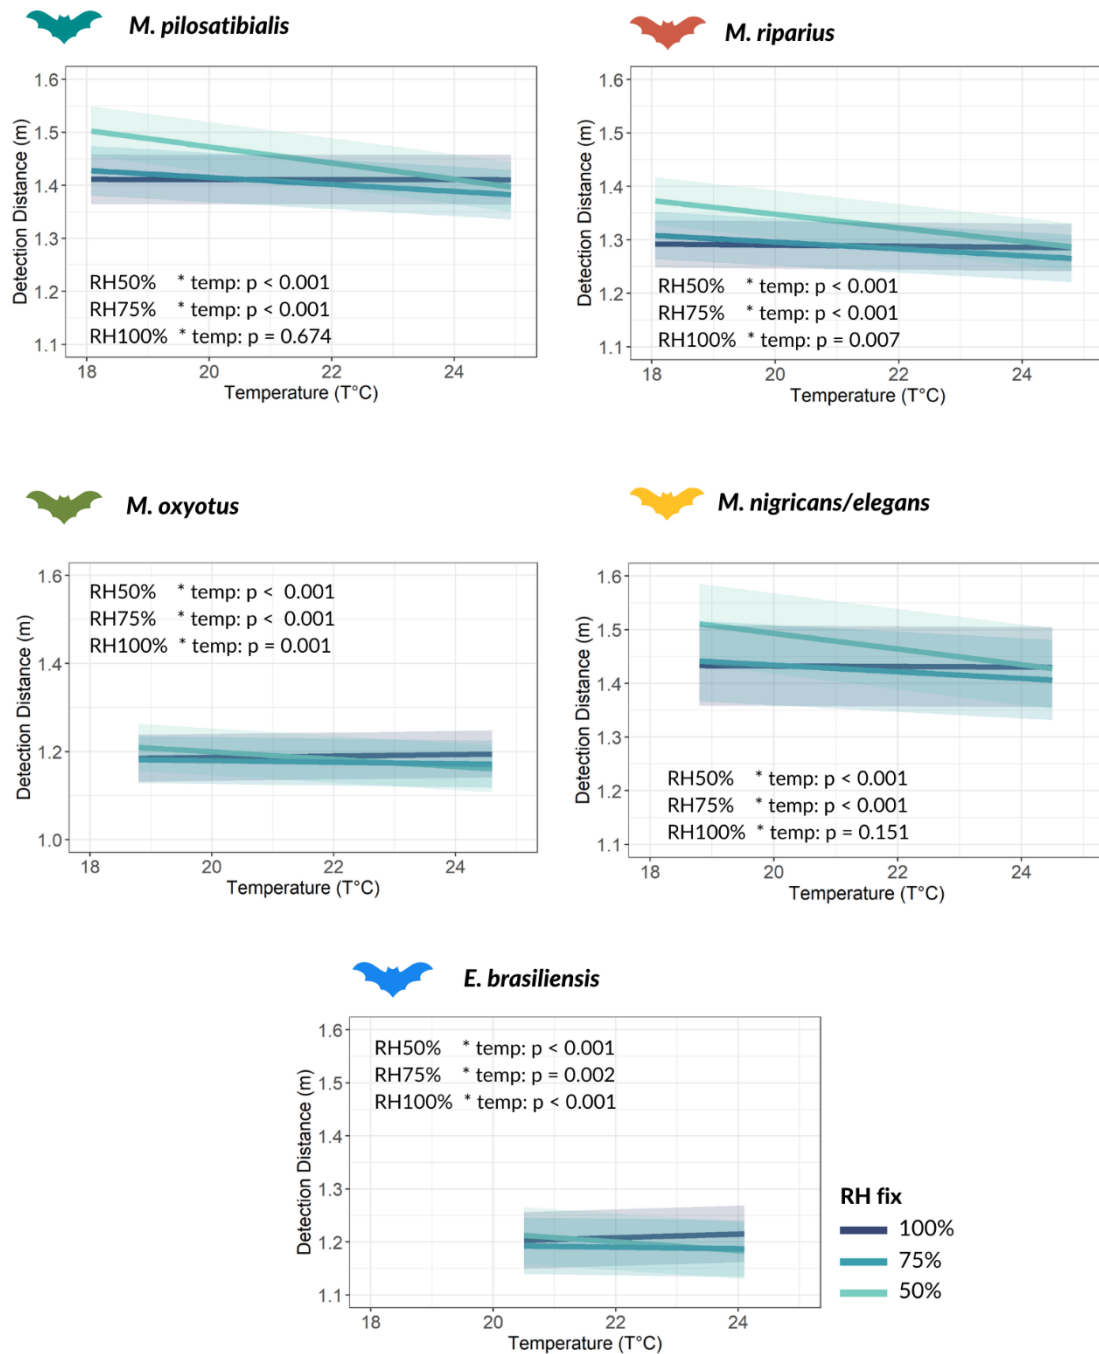 M. pilosatibialis
1.6
1.5
1.4
1.3
1.2
1.1
Detection Distance (m)
RH50% * temp: p < 0.001
RH75% * temp: p < 0.001
RH100% * temp: p = 0.674
18 20 22 24
Temperature (T°C)
M. riparius
1.6
1.5
1.4
1.3
1.2
1.1
Detection Distance (m)
RH50% * temp: p < 0.001
RH75% * temp: p < 0.001
RH100% * temp: p = 0.007
18 20 22 24
Temperature (T°C)
M. oxyotus
1.6
1.4
1.2
1.0
Detection Distance (m)
RH50% * temp: p < 0.001
RH75% * temp: p < 0.001
RH100% * temp: p = 0.001
18 20 22 24
Temperature (T°C)
M. nigricans/elegans
1.6
1.5
1.4
1.3
1.2
1.1
Detection Distance (m)
RH50% * temp: p < 0.001
RH75% * temp: p < 0.001
RH100% * temp: p = 0.151
18 20 22 24
Temperature (T°C)
E. brasiliensis
1.6
1.5
1.4
1.3
1.2
1.1
Detection Distance (m)
RH50% * temp: p < 0.001
RH75% * temp: p = 0.002
RH100% * temp: p < 0.001
18 20 22 24
Temperature (T°C)
RH fix
100%
75%
50%